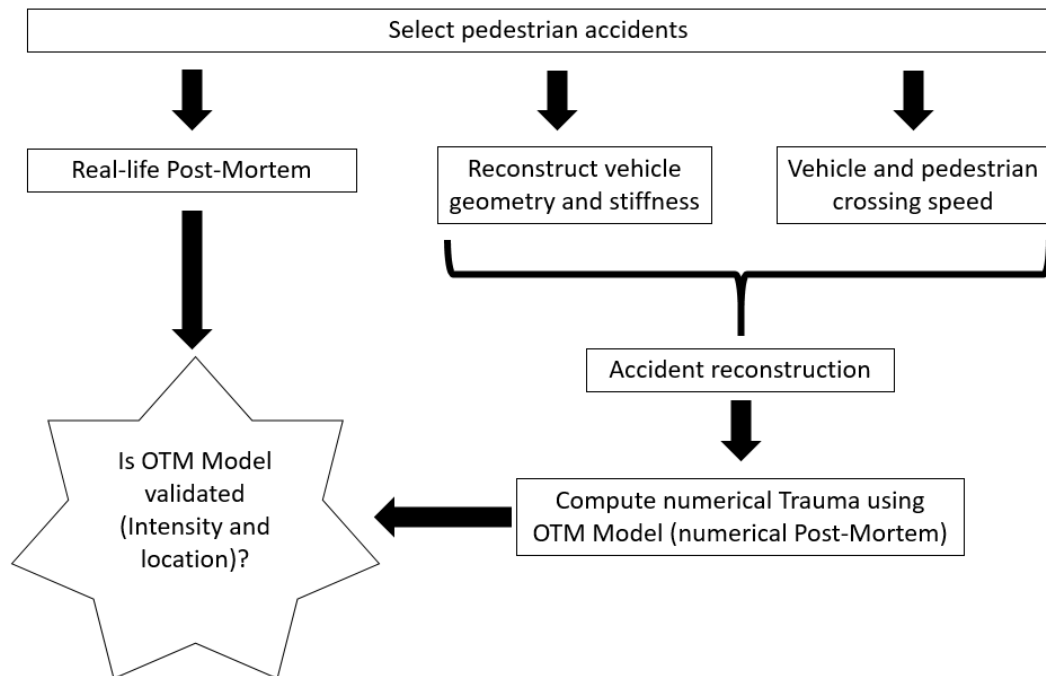 Select pedestrian accidents
Real-life Post-Mortem
Reconstruct vehicle
geometry and stiffness
Vehicle and pedestrian
crossing speed
Accident reconstruction
Is OTM Model
validated
(Intensity and
location)?
Compute numerical Trauma using
OTM Model (numerical Post-Mortem)